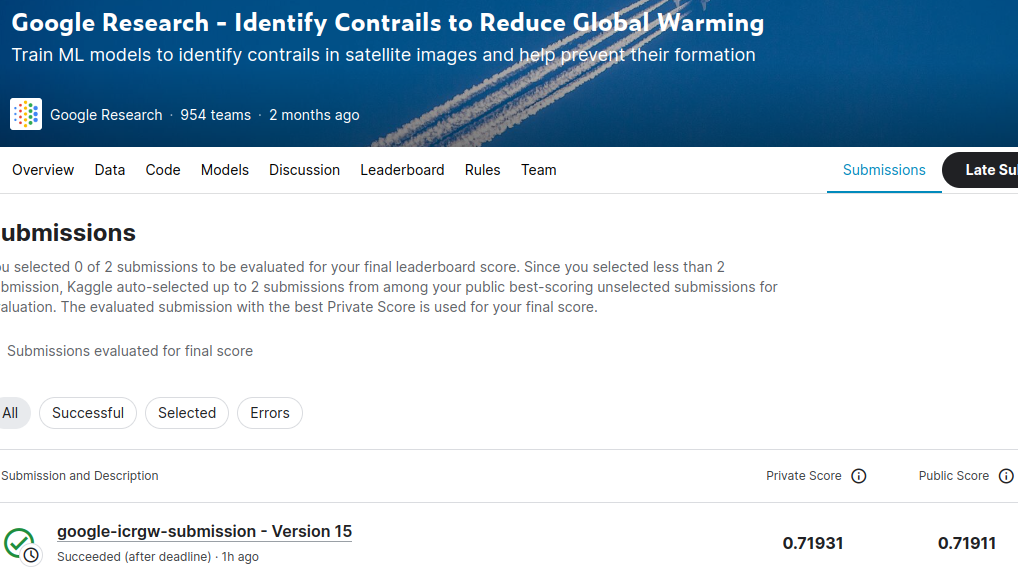 Google Research - Identify Contrails to Reduce Global Warming
Train ML models to identify contrails in satellite images and help prevent their formation
Google Research · 954 teams · 2 months ago
Overview Data Code Models Discussion Leaderboard Rules Team Submissions Late Su
ubmissions
u selected 0 of 2 submissions to be evaluated for your final leaderboard score. Since you selected less than 2
bmission, Kaggle auto-selected up to 2 submissions from among your public best-scoring unselected submissions for
aluation. The evaluated submission with the best Private Score is used for your final score.
Submissions evaluated for final score
All Successful Selected Errors
Submission and Description Private Score Public Score
google-icrgw-submission - Version 15
Succeeded (after deadline) · 1h ago
0.71931 0.71911